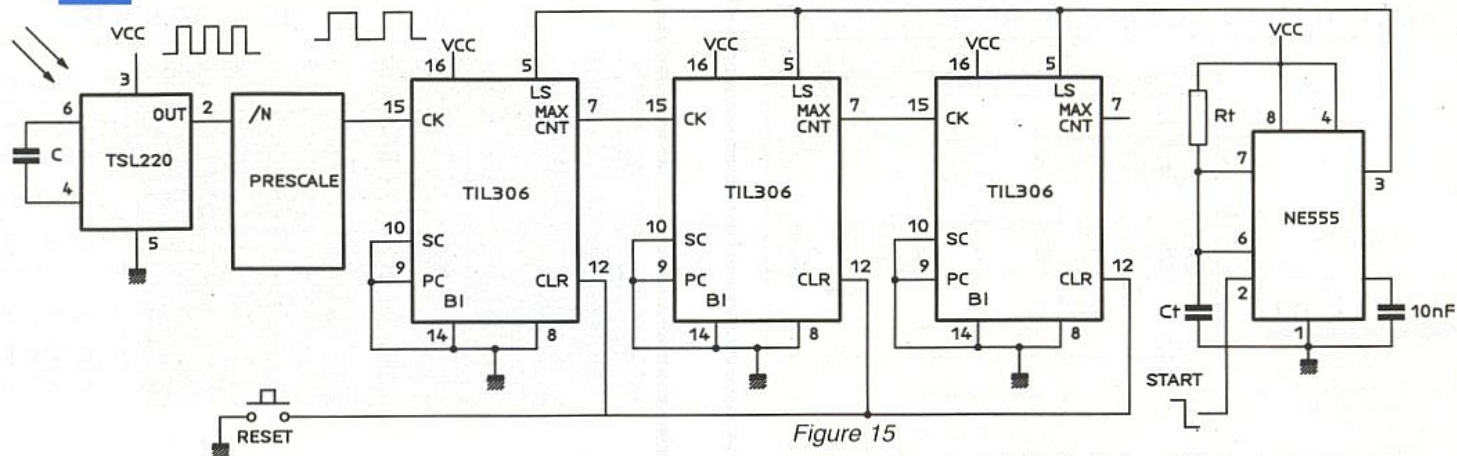 VCC
3
6
OUT
2
C
TSL220
4
5
/N
PRESCALE
VCC
16
5
LS
15
CK
MAX
CNT
7
TIL306
10
SC
9
PC
BI
CLR
12
14
8
VCC
16
5
LS
15
CK
MAX
CNT
7
TIL306
10
SC
9
PC
BI
CLR
12
14
8
VCC
16
5
LS
15
CK
MAX
CNT
7
TIL306
10
SC
9
PC
BI
CLR
12
14
8
VCC
Rt
8
4
7
3
NE555
6
2
Ct
10nF
1
START
RESET
Figure 15